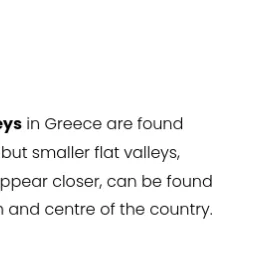 eys in Greece are found
but smaller flat valleys,
ppear closer, can be found
and centre of the country.